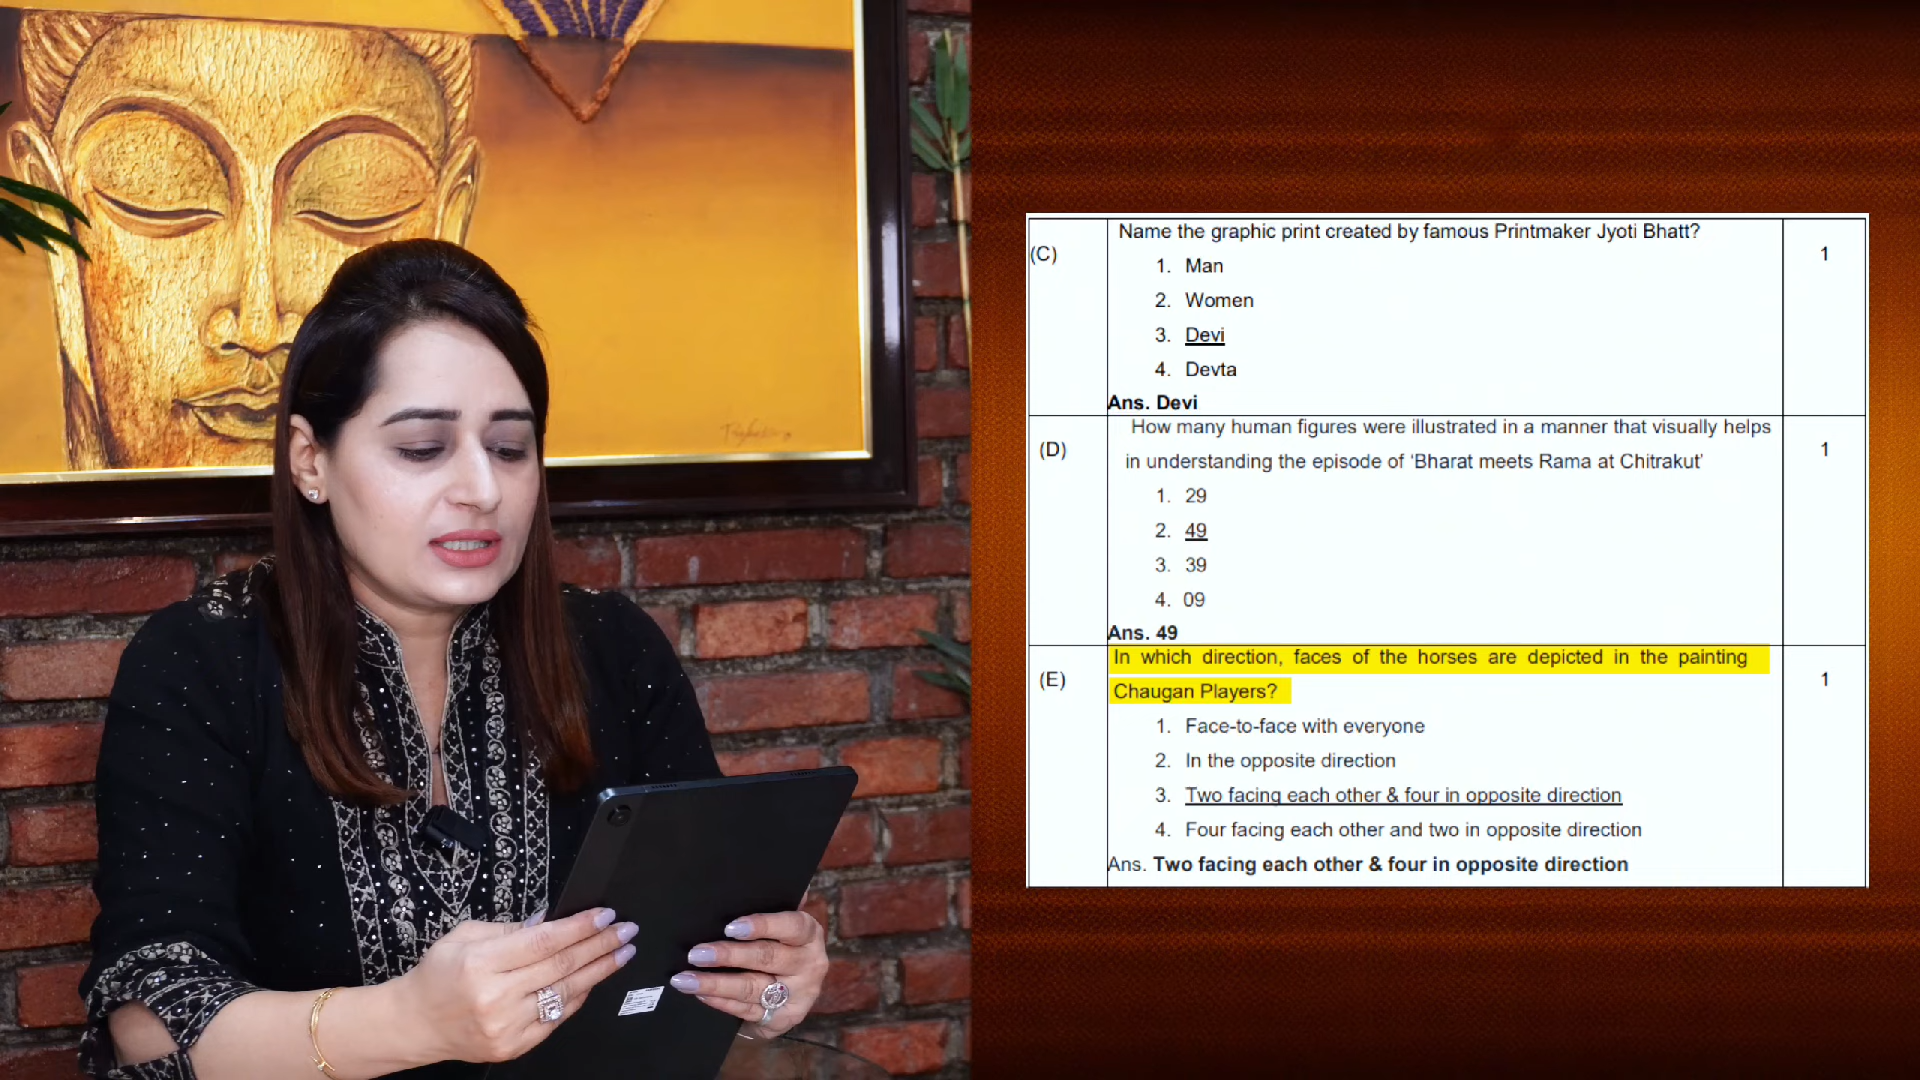 (C)
Name the graphic print created by famous Printmaker Jyoti Bhatt?
1
1. Man
2. Women
3. Devi
4. Devta
Ans. Devi
(D)
How many human figures were illustrated in a manner that visually helps
1
in understanding the episode of ‘Bharat meets Rama at Chitrakut’
1. 29
2. 49
3. 39
4. 09
Ans. 49
(E)
In which direction, faces of the horses are depicted in the painting
1
Chaugan Players?
1. Face-to-face with everyone
2. In the opposite direction
3. Two facing each other & four in opposite direction
4. Four facing each other and two in opposite direction
Ans. Two facing each other & four in opposite direction